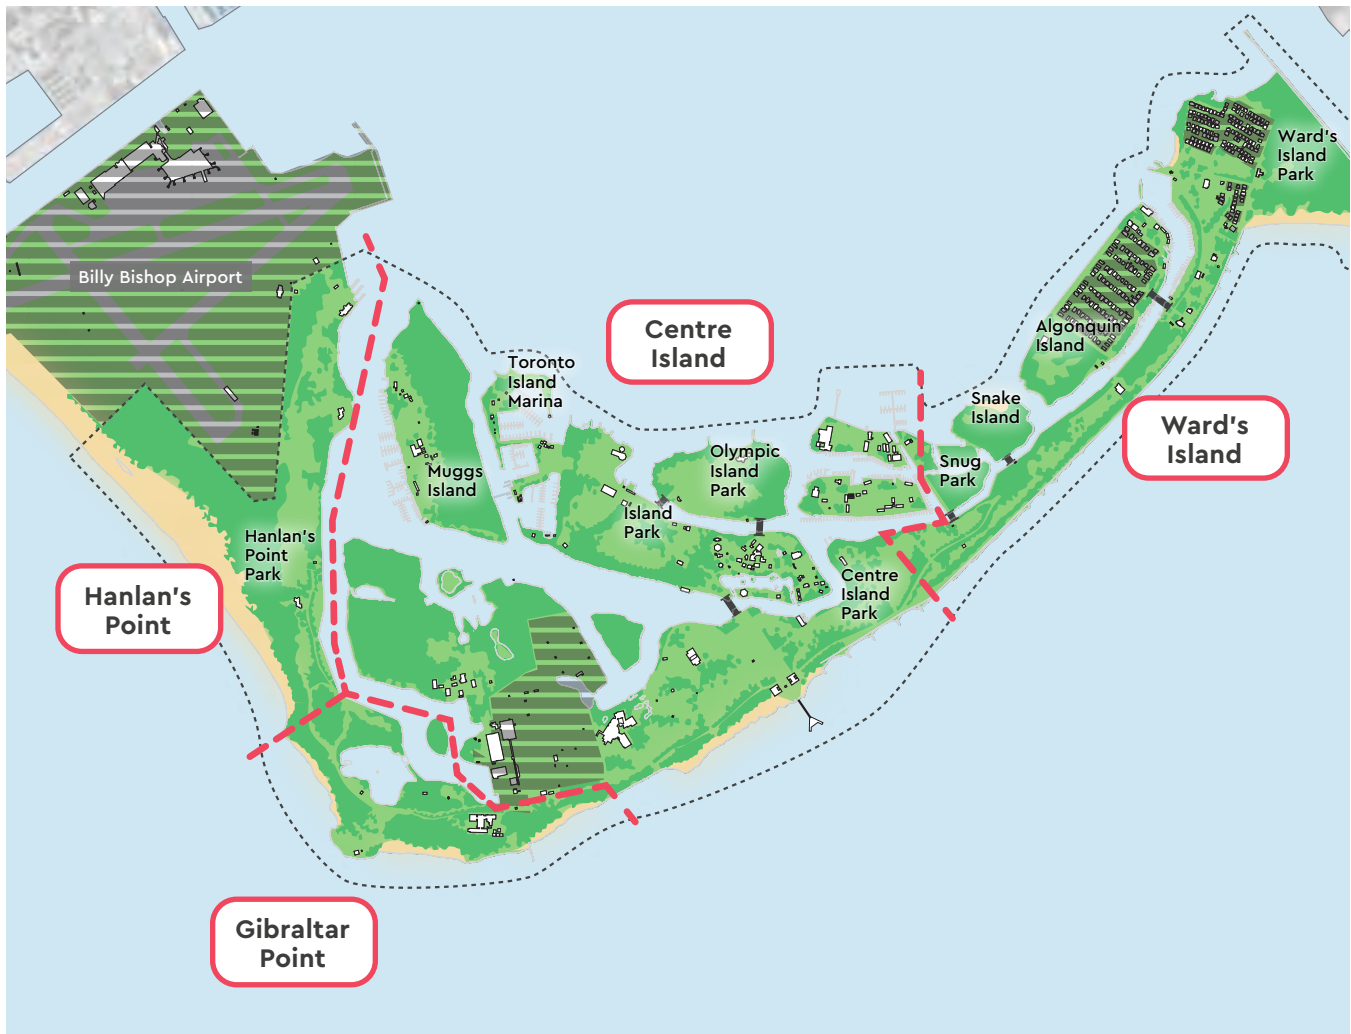 Ward's
Island
Park
Billy Bishop Airport
Centre
Island
Algonquin
Island
Toronto
Island
Marina
Snake
Island
Ward's
Island
Olympic
Island
Park
Snug
Park
Muggs
Island
Island
Park
Hanlan's
Point
Park
Centre
Island
Park
Hanlan's
Point
Gibraltar
Point